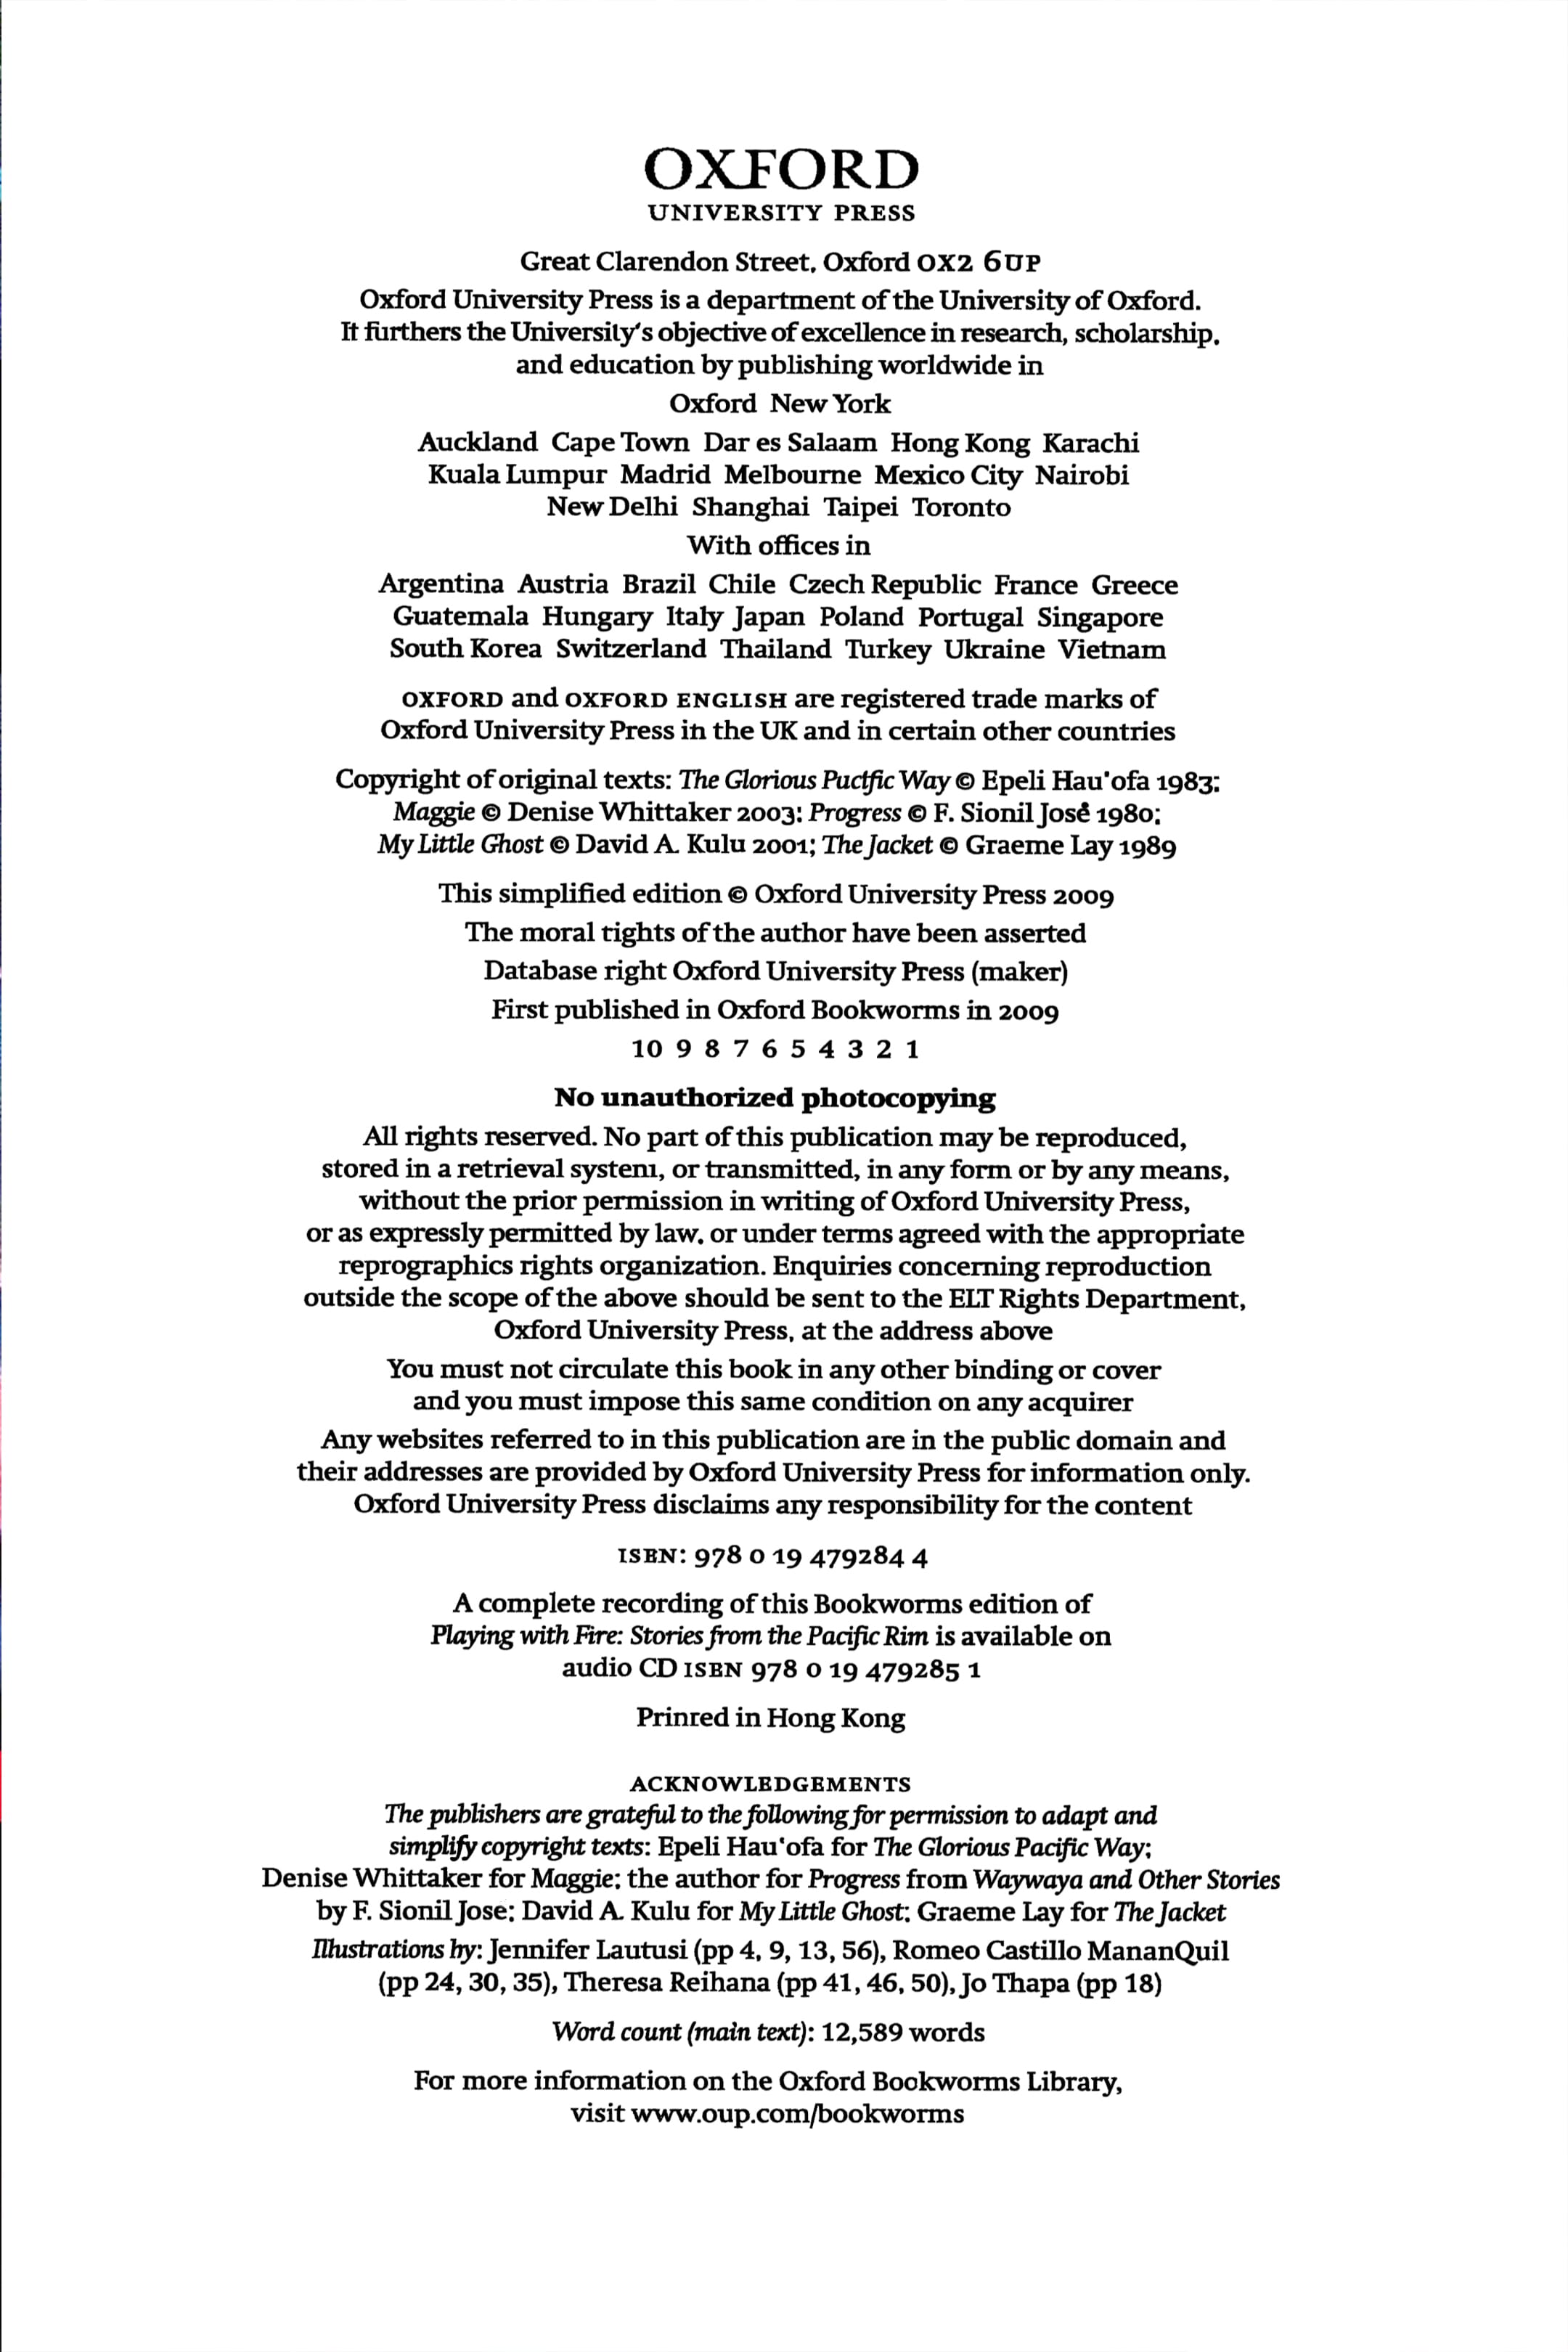 OXFORD
UNIVERSITY PRESS
Great Clarendon Street, Oxford OX2 6UP
Oxford University Press is a department of the University of Oxford.
It furthers the University's objective of excellence in research, scholarship,
and education by publishing worldwide in
Oxford New York
Auckland Cape Town Dar es Salaam Hong Kong Karachi
Kuala Lumpur Madrid Melbourne Mexico City Nairobi
New Delhi Shanghai Taipei Toronto
With offices in
Argentina Austria Brazil Chile Czech Republic France Greece
Guatemala Hungary Italy Japan Poland Portugal Singapore
South Korea Switzerland Thailand Turkey Ukraine Vietnam
OXFORD and OXFORD ENGLISH are registered trade marks of
Oxford University Press in the UK and in certain other countries
Copyright of original texts: The Glorious Pacific Way © Epeli Hau'ofa 1983;
Maggie © Denise Whittaker 2003; Progress © F. Sionil José 1980;
My Little Ghost © David A. Kulu 2001; The Jacket © Graeme Lay 1989
This simplified edition © Oxford University Press 2009
The moral rights of the author have been asserted
Database right Oxford University Press (maker)
First published in Oxford Bookworms in 2009
10 9 8 7 6 5 4 3 2 1
No unauthorized photocopying
All rights reserved. No part of this publication may be reproduced,
stored in a retrieval system, or transmitted, in any form or by any means,
without the prior permission in writing of Oxford University Press,
or as expressly permitted by law, or under terms agreed with the appropriate
reprographics rights organization. Enquiries concerning reproduction
outside the scope of the above should be sent to the ELT Rights Department,
Oxford University Press, at the address above
You must not circulate this book in any other binding or cover
and you must impose this same condition on any acquirer
Any websites referred to in this publication are in the public domain and
their addresses are provided by Oxford University Press for information only.
Oxford University Press disclaims any responsibility for the content
ISBN: 978 0 19 479284 4
A complete recording of this Bookworms edition of
Playing with Fire: Stories from the Pacific Rim is available on
audio CD ISBN 978 0 19 479285 1
Printed in Hong Kong
ACKNOWLEDGEMENTS
The publishers are grateful to the following for permission to adapt and
simplify copyright texts: Epeli Hau'ofa for The Glorious Pacific Way;
Denise Whittaker for Maggie; the author for Progress from Waywaya and Other Stories
by F. Sionil Jose; David A. Kulu for My Little Ghost; Graeme Lay for The Jacket
Illustrations by: Jennifer Lautusi (pp 4, 9, 13, 56), Romeo Castillo MananQuil
(pp 24, 30, 35), Theresa Reihana (pp 41, 46, 50), Jo Thapa (pp 18)
Word count (main text): 12,589 words
For more information on the Oxford Bookworms Library,
visit www.oup.com/bookworms